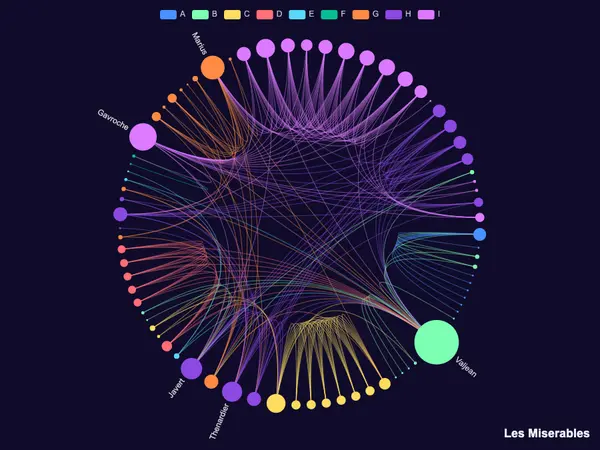 A B C D E F G H I
Marius
Gavroche
Javert
Thenardier
Valjean
Les Miserables